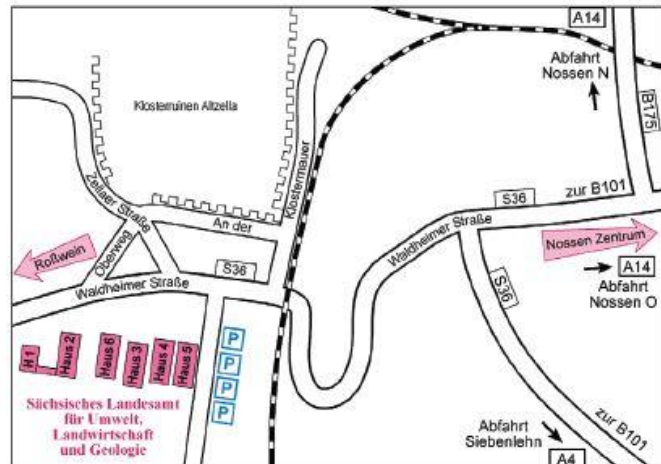 A14
Abfahrt
Nossen N
B175
Klosterruinen Altzella
Klostermauer
Zellaer Straße
An der
S36
zur B101
Waldheimer Straße
Nossen Zentrum
Roßwein
Oberweg
S36
Waldheimer Straße
A14
Abfahrt
Nossen O
S36
H 1
Haus 2
Haus 6
Haus 3
Haus 4
Haus 5
P
P
P
P
Sächsisches Landesamt
für Umwelt,
Landwirtschaft
und Geologie
zur B101
Abfahrt
Siebenlehn
A4